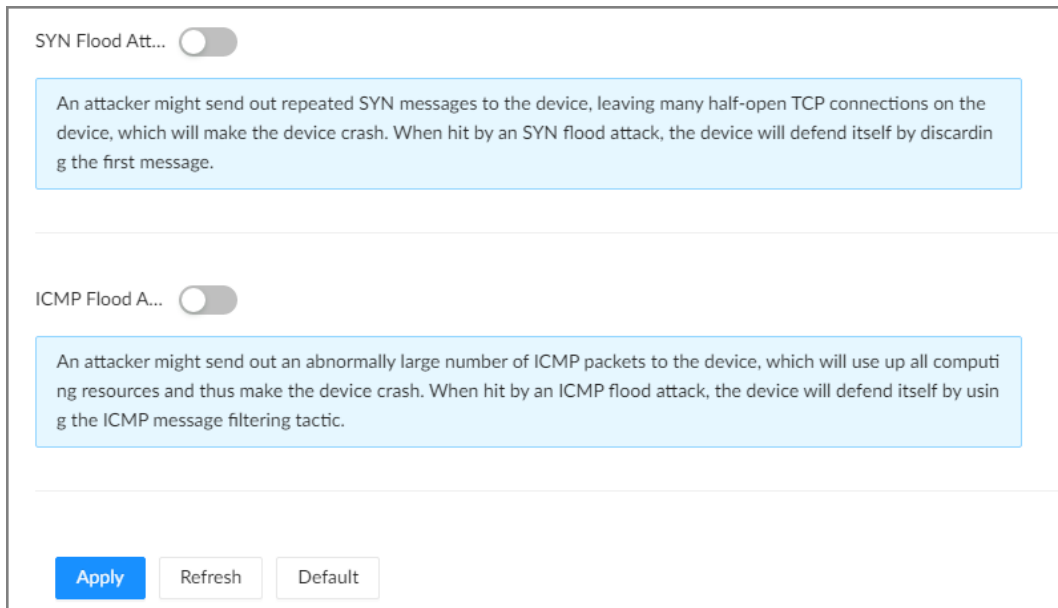 SYN Flood Att...
An attacker might send out repeated SYN messages to the device, leaving many half-open TCP connections on the
device, which will make the device crash. When hit by an SYN flood attack, the device will defend itself by discardin
g the first message.
ICMP Flood A...
An attacker might send out an abnormally large number of ICMP packets to the device, which will use up all computi
ng resources and thus make the device crash. When hit by an ICMP flood attack, the device will defend itself by usin
g the ICMP message filtering tactic.
Apply Refresh Default